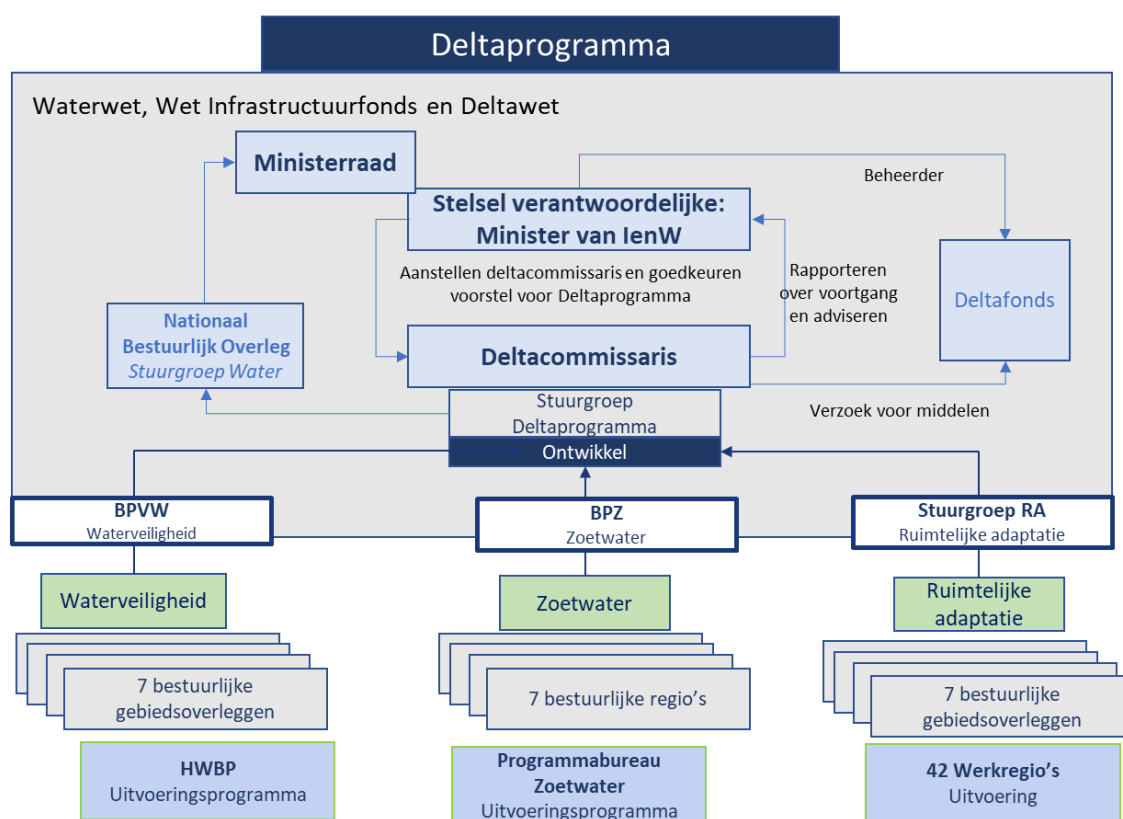 Deltaprogramma
Waterwet, Wet Infrastructuurfonds en Deltawet
Ministerraad
Beheerder
Stelsel verantwoordelijke:
Minister van IenW
Aanstellen deltacommissaris en goedkeuren
voorstel voor Deltaprogramma
Rapporteren
over voortgang
en adviseren
Deltafonds
Nationaal
Bestuurlijk Overleg
Stuurgroep Water
Deltacommissaris
Stuurgroep
Deltaprogramma
Verzoek voor middelen
Ontwikkel
BPVW
Waterveiligheid
BPZ
Zoetwater
Stuurgroep RA
Ruimtelijke adaptatie
Waterveiligheid
Zoetwater
Ruimtelijke
adaptatie
7 bestuurlijke
gebiedsoverleggen
7 bestuurlijke regio's
7 bestuurlijke
gebiedsoverleggen
HWBP
Uitvoeringsprogramma
Programmabureau
Zoetwater
Uitvoeringsprogramma
42 Werkregio's
Uitvoering